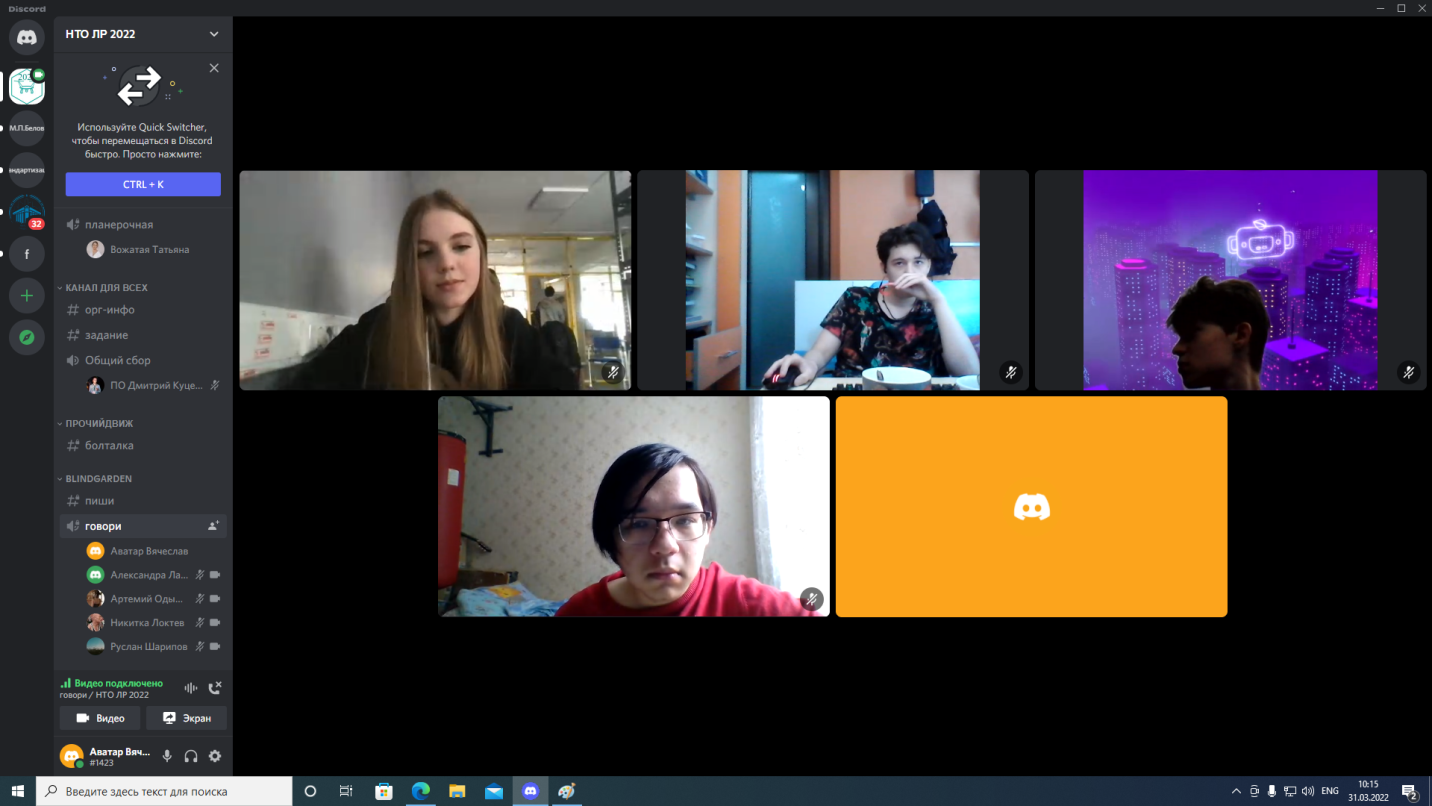 Discord
НТО ЛР 2022
Используйте Quick Switcher,
чтобы перемещаться в Discord
быстро. Просто нажмите:
CTRL + K
М.П.Белов
ндартизац
32
f
планерочная
Вожатая Татьяна
КАНАЛ ДЛЯ ВСЕХ
орг-инфо
задание
Общий сбор
ПО Дмитрий Куце...
ПРОЧИЙДВИЖ
болталка
BLINDGARDEN
пиши
говори
Аватар Вячеслав
Александра Ла...
Артемий Оды...
Никитка Локтев
Руслан Шарипов
Видео подключено
говори / НТО ЛР 2022
Видео
Экран
Аватар Вяч...
#1423
Введите здесь текст для поиска
ENG
10:15
31.03.2022
2